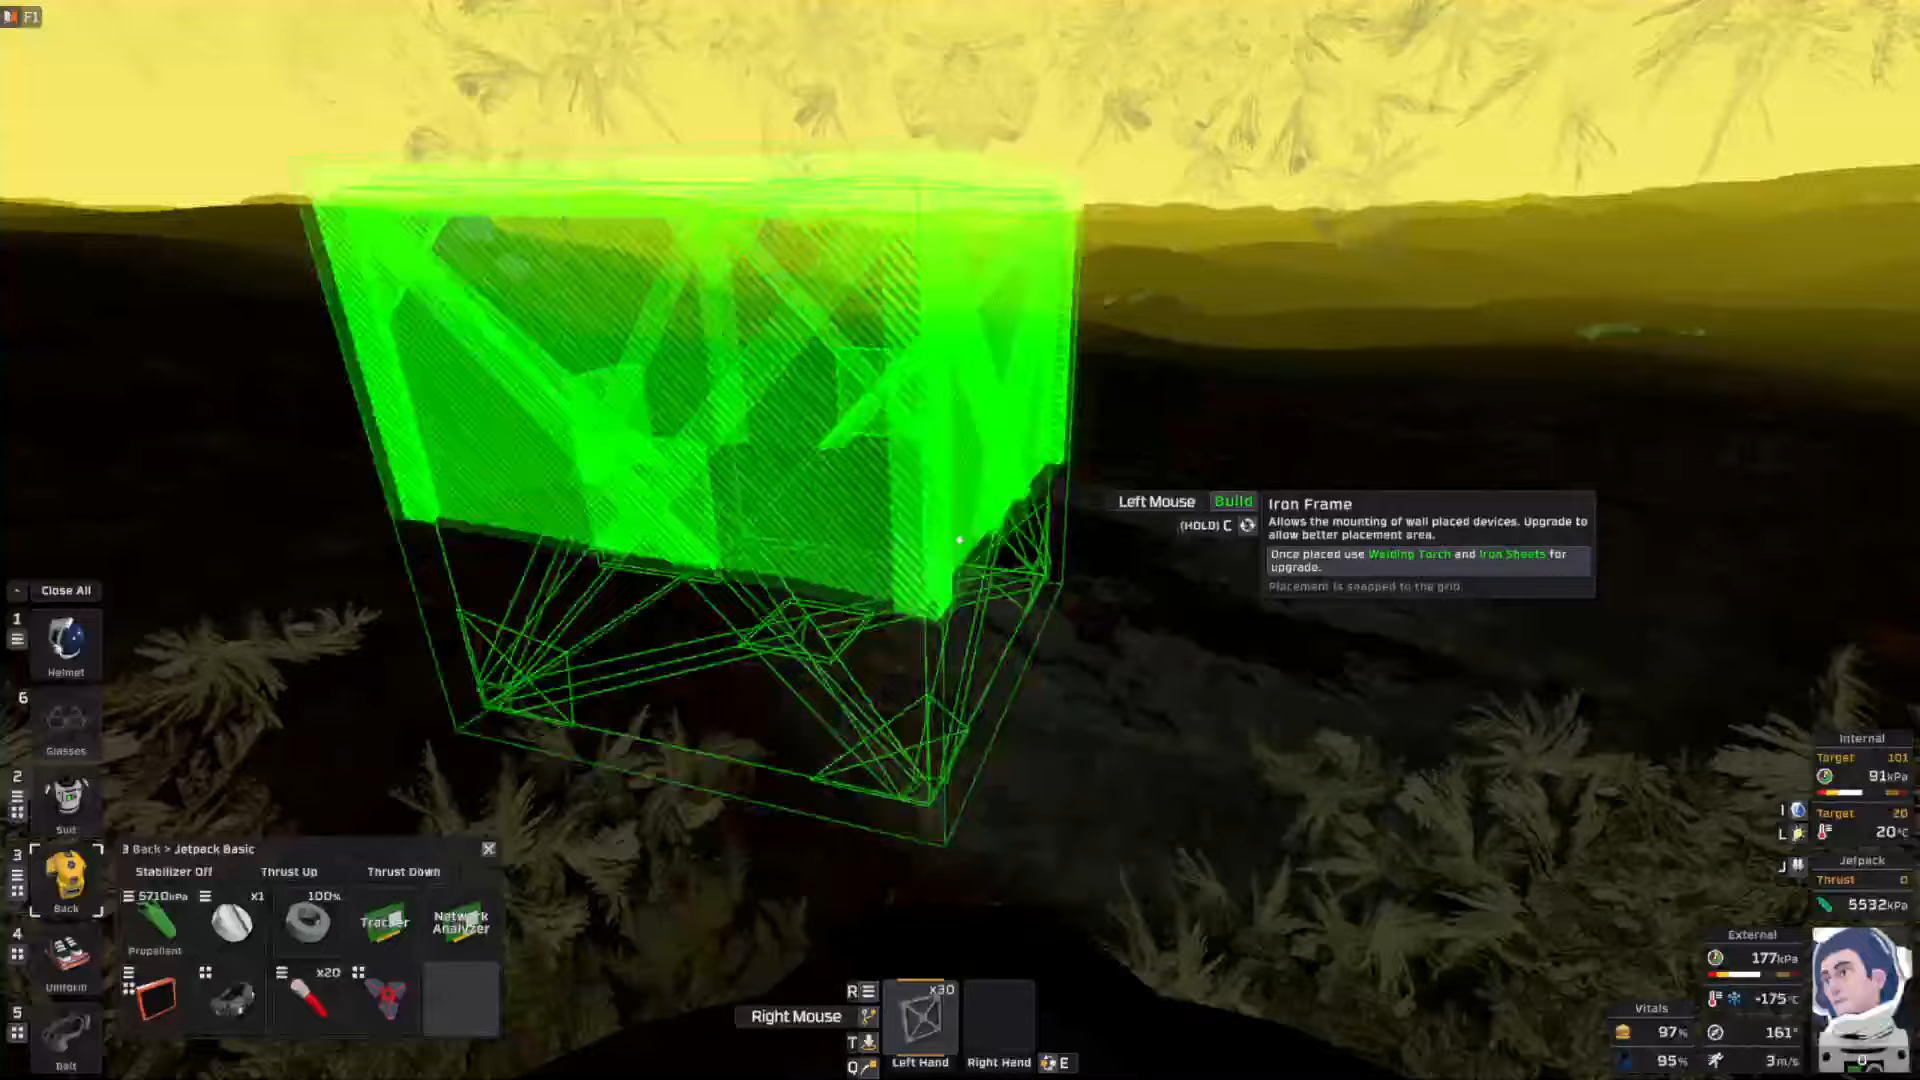 F1
Left Mouse Build
(HOLD) C
Iron Frame
Allows the mounting of wall placed devices. Upgrade to
allow better placement area.
Once placed use Welding Torch and Iron Sheets for
upgrade.
Placement is snapped to the grid.
- Close All
1
Helmet
6
Glasses
2
Suit
3
Back
4
Uniform
5
Belt
3 Back > Jetpack Basic
Stabilizer Off Thrust Up Thrust Down
5710kPa x1 100% Tracker Network
Analyzer
Propellant
x20
R x30
Right Mouse
T
Q Left Hand Right Hand E
Internal
Target 101
91kPa
I Target 20
L 20°C
J Jetpack
Thrust 0
5532kPa
External
177kPa
-175°C
161°
3m/s
Vitals
97%
95%
0